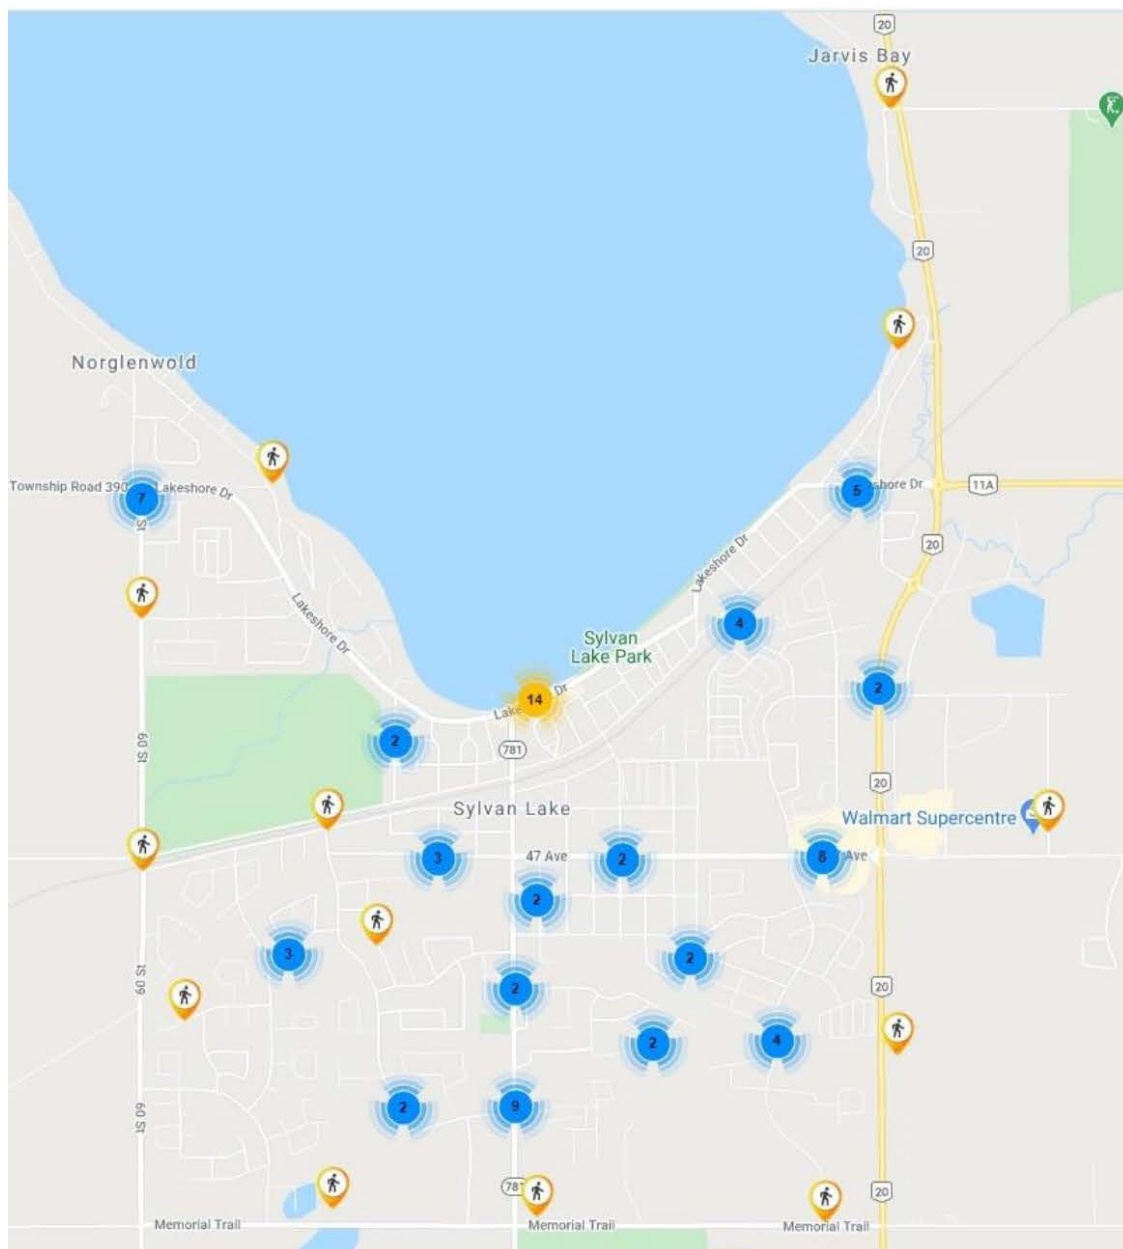 20
Jarvis Bay
20
Norglenwold
Township Road 390
7
Lakeshore Dr
5
shore Dr
11A
St
20
Lakeshore Dr
Lakeshore Dr
4
Sylvan
Lake Park
2
14
Lake
Dr
2
781
60 St
20
Sylvan Lake
Walmart Supercentre
3
47 Ave
2
8
Ave
2
3
2
60 St
2
20
2
4
2
9
60 St
781
20
Memorial Trail
Memorial Trail
Memorial Trail